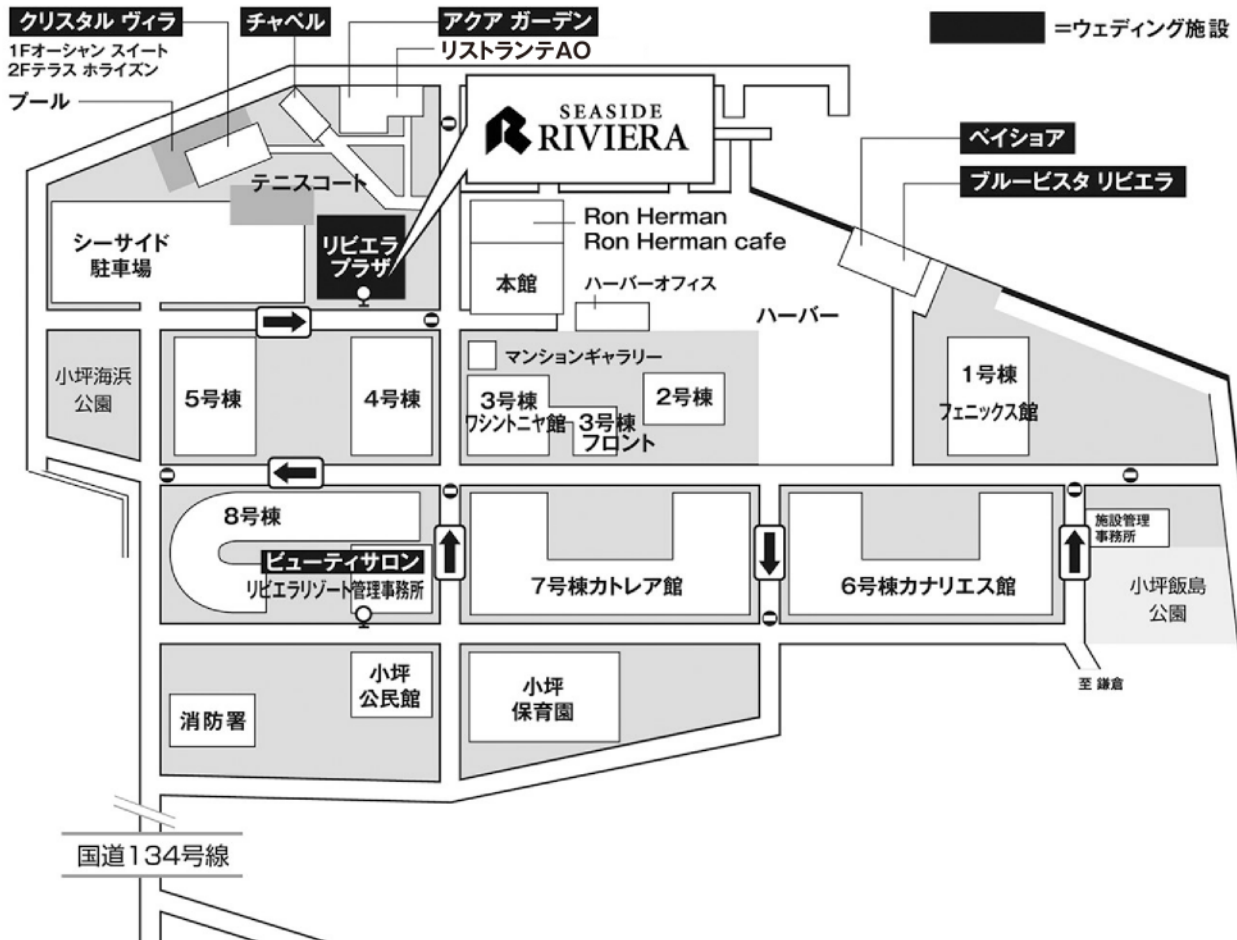 クリスタル ヴィラ
1Fオーシャン スイート
2Fテラス ホライズン
プール
チャペル
アクア ガーデン
リストランテAO
=ウェディング施設
SEASIDE
RIVIERA
ベイショア
ブルービスタ リビエラ
テニスコート
シーサイド
駐車場
リビエラ
プラザ
Ron Herman
Ron Herman cafe
本館
ハーバーオフィス
ハーバー
マンションギャラリー
小坪海浜
公園
5号棟
4号棟
3号棟
ワシントニヤ館
3号棟
フロント
2号棟
1号棟
フェニックス館
8号棟
ビューティサロン
リビエラリゾート管理事務所
7号棟カトレア館
6号棟カナリエス館
施設管理
事務所
小坪飯島
公園
至 鎌倉
小坪
公民館
消防署
小坪
保育園
国道134号線